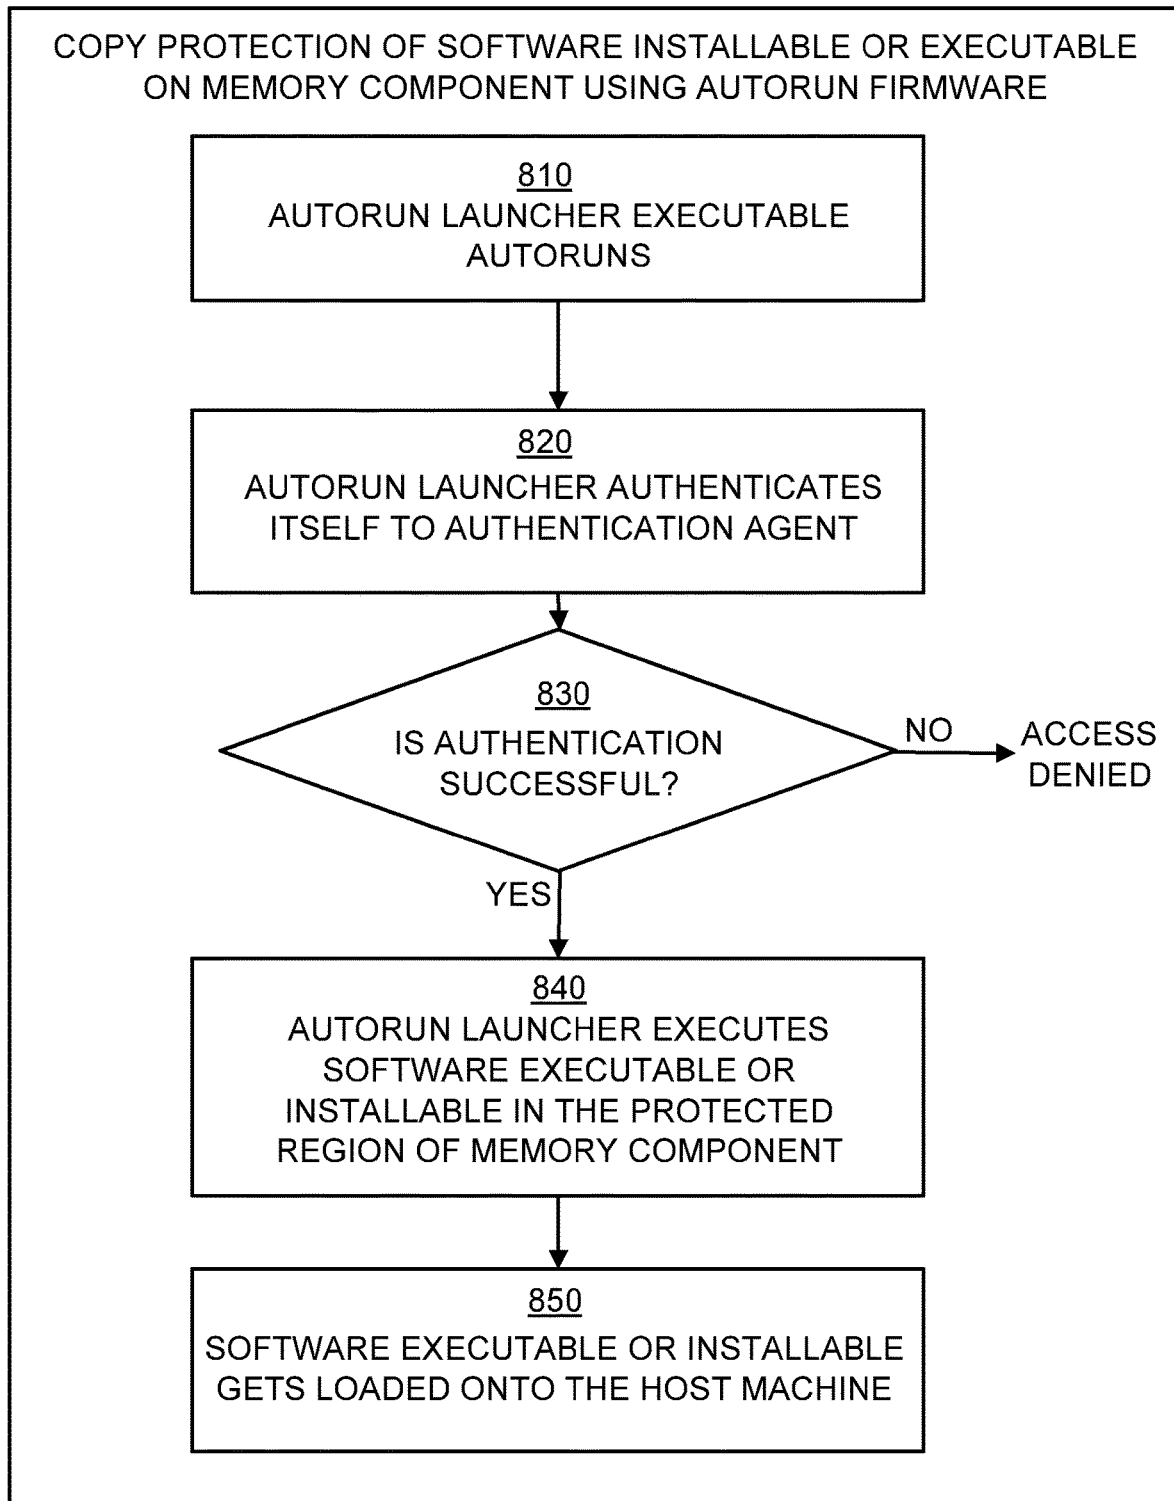 COPY PROTECTION OF SOFTWARE INSTALLABLE OR EXECUTABLE
ON MEMORY COMPONENT USING AUTORUN FIRMWARE
810
AUTORUN LAUNCHER EXECUTABLE
AUTORUNS
820
AUTORUN LAUNCHER AUTHENTICATES
ITSELF TO AUTHENTICATION AGENT
830
IS AUTHENTICATION
SUCCESSFUL?
NO
ACCESS
DENIED
YES
840
AUTORUN LAUNCHER EXECUTES
SOFTWARE EXECUTABLE OR
INSTALLABLE IN THE PROTECTED
REGION OF MEMORY COMPONENT
850
SOFTWARE EXECUTABLE OR INSTALLABLE
GETS LOADED ONTO THE HOST MACHINE